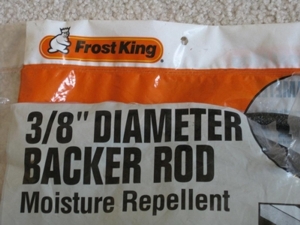 Frost King
3/8" DIAMETER
BACKER ROD
Moisture Repellent